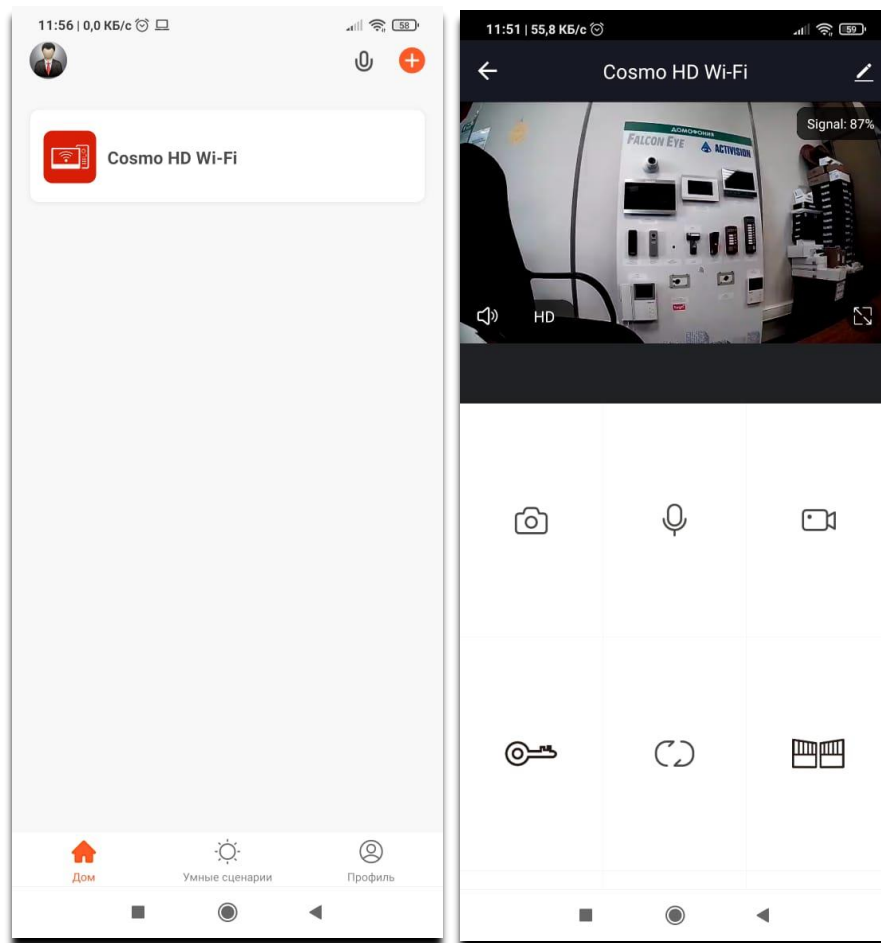 11:56 | 0,0 КБ/с
58
Cosmo HD Wi-Fi
Дом
Умные сценарии
Профиль
11:51 | 55,8 КБ/с
59
Cosmo HD Wi-Fi
Signal: 87%
ДОМОФОНИЯ
FALCON EYE
ACTIVISION
HD